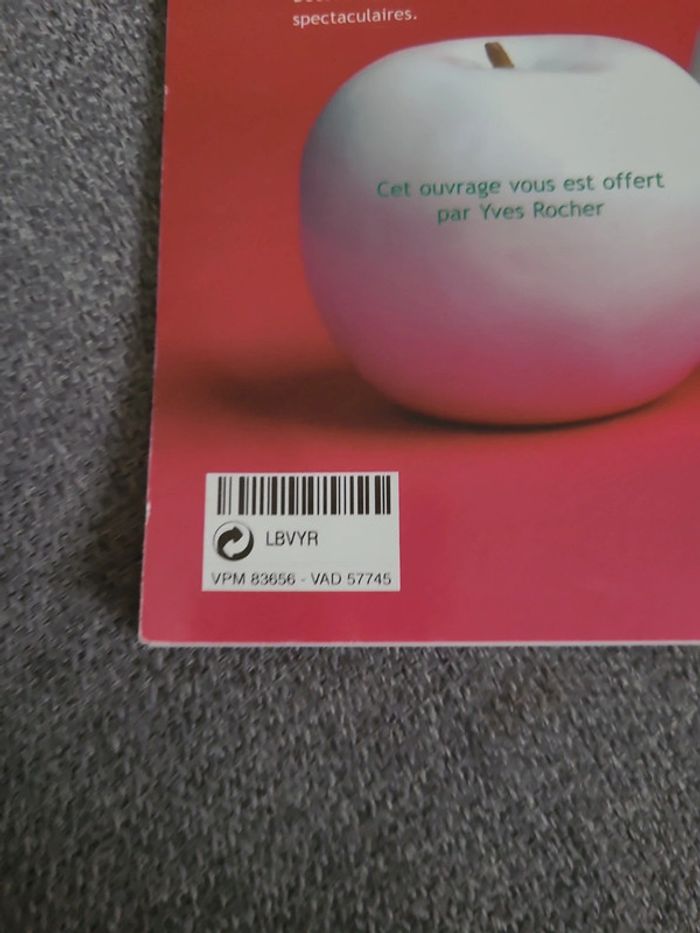 spectaculaires.
Cet ouvrage vous est offert
par Yves Rocher
LBVYR
VPM 83656 - VAD 57745